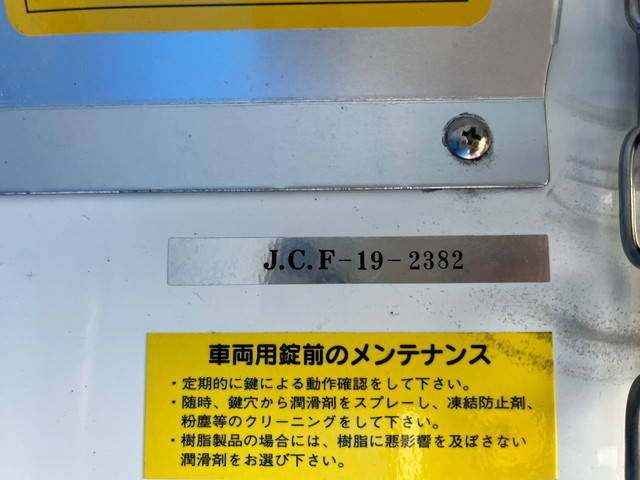 J.C.F-19-2382
車両用錠前のメンテナンス
・定期的に鍵による動作確認をして下さい。
・随時、鍵穴から潤滑剤をスプレーし、凍結防止剤、
粉塵等のクリーニングをして下さい。
・樹脂製品の場合には、樹脂に悪影響を及ぼさない
潤滑剤をお選び下さい。